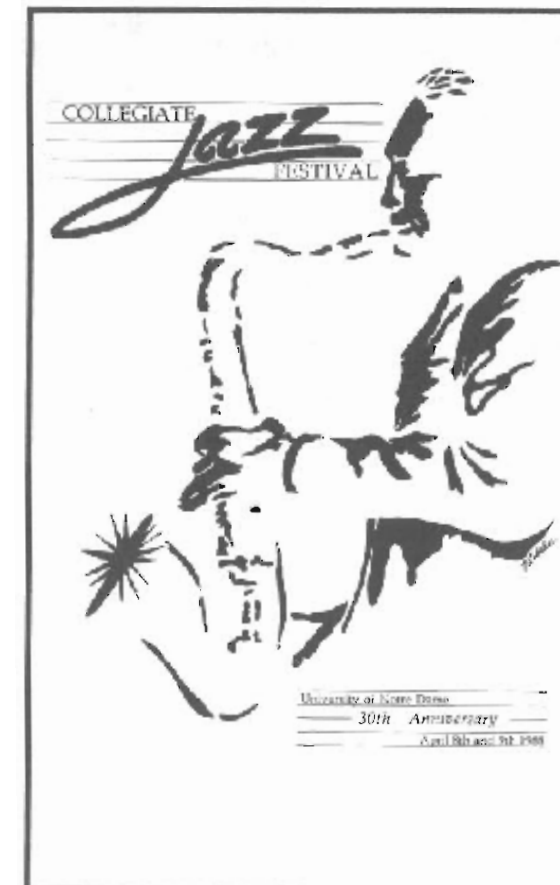 COLLEGIATE
Jazz
FESTIVAL
University of Notre Dame
30th Anniversary
April 8th and 9th 1988